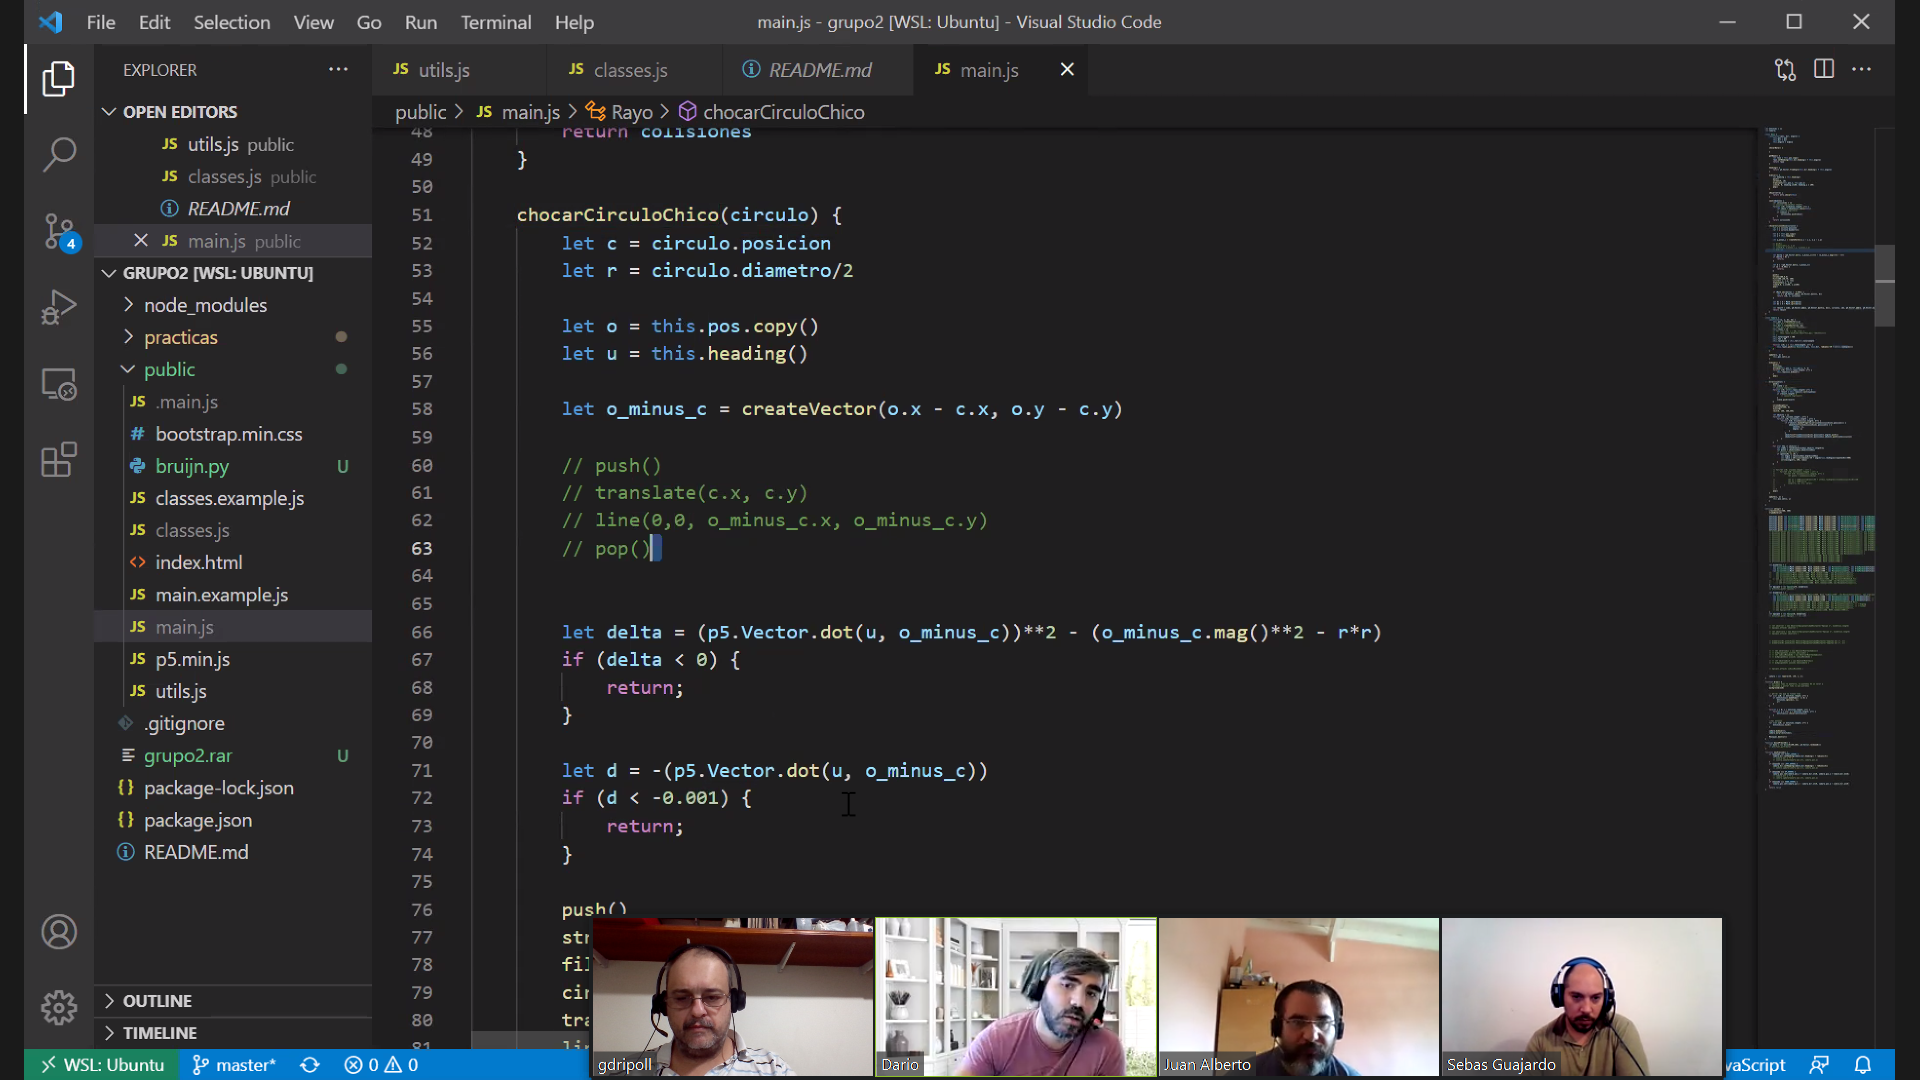 File Edit Selection View Go Run Terminal Help main.js - grupo2 [WSL: Ubuntu] - Visual Studio Code
EXPLORER
JS utils.js JS classes.js README.md JS main.js
OPEN EDITORS
public > JS main.js > Rayo > chocarCirculoChico
JS utils.js public
JS classes.js public
README.md
JS main.js public
GRUPO2 [WSL: UBUNTU]
node_modules
practicas
public
JS .main.js
# bootstrap.min.css
bruijn.py U
JS classes.example.js
JS classes.js
<> index.html
JS main.example.js
JS main.js
JS p5.min.js
JS utils.js
.gitignore
grupo2.rar U
{} package-lock.json
{} package.json
README.md
OUTLINE
TIMELINE
4
48 return colisiones
49 }
50
51 chocarCirculoChico(circulo) {
52 let c = circulo.posicion
53 let r = circulo.diametro/2
54
55 let o = this.pos.copy()
56 let u = this.heading()
57
58 let o_minus_c = createVector(o.x - c.x, o.y - c.y)
59
60 // push()
61 // translate(c.x, c.y)
62 // line(0,0, o_minus_c.x, o_minus_c.y)
63 // pop()
64
65
66 let delta = (p5.Vector.dot(u, o_minus_c))**2 - (o_minus_c.mag()**2 - r*r)
67 if (delta < 0) {
68 return;
69 }
70
71 let d = -(p5.Vector.dot(u, o_minus_c))
72 if (d < -0.001) {
73 return;
74 }
75
76 push()
77 str
78 fil
79 cir
80 tra
81 lin
gdripoll Dario Juan Alberto Sebas Guajardo
WSL: Ubuntu master* 0 0 vaScript